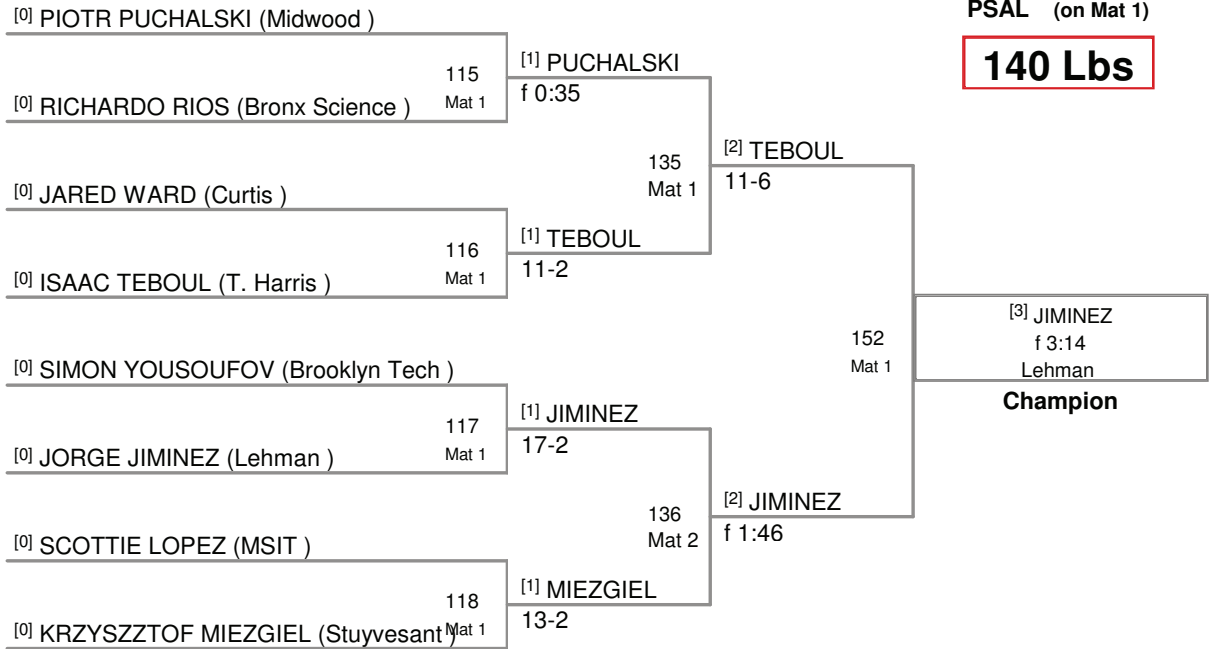 PSAL (on Mat 1)
140 Lbs
[0] PIOTR PUCHALSKI (Midwood )
115
Mat 1
[0] RICHARDO RIOS (Bronx Science )
[1] PUCHALSKI
f 0:35
[0] JARED WARD (Curtis )
116
Mat 1
[0] ISAAC TEBOUL (T. Harris )
[1] TEBOUL
11-2
135
Mat 1
[2] TEBOUL
11-6
[0] SIMON YOUSOUFOV (Brooklyn Tech )
117
Mat 1
[0] JORGE JIMINEZ (Lehman )
[1] JIMINEZ
17-2
[0] SCOTTIE LOPEZ (MSIT )
118
Mat 1
[0] KRZYSZZTOF MIEZGIEL (Stuyvesant )
[1] MIEZGIEL
13-2
136
Mat 2
[2] JIMINEZ
f 1:46
152
Mat 1
[3] JIMINEZ
f 3:14
Lehman
Champion